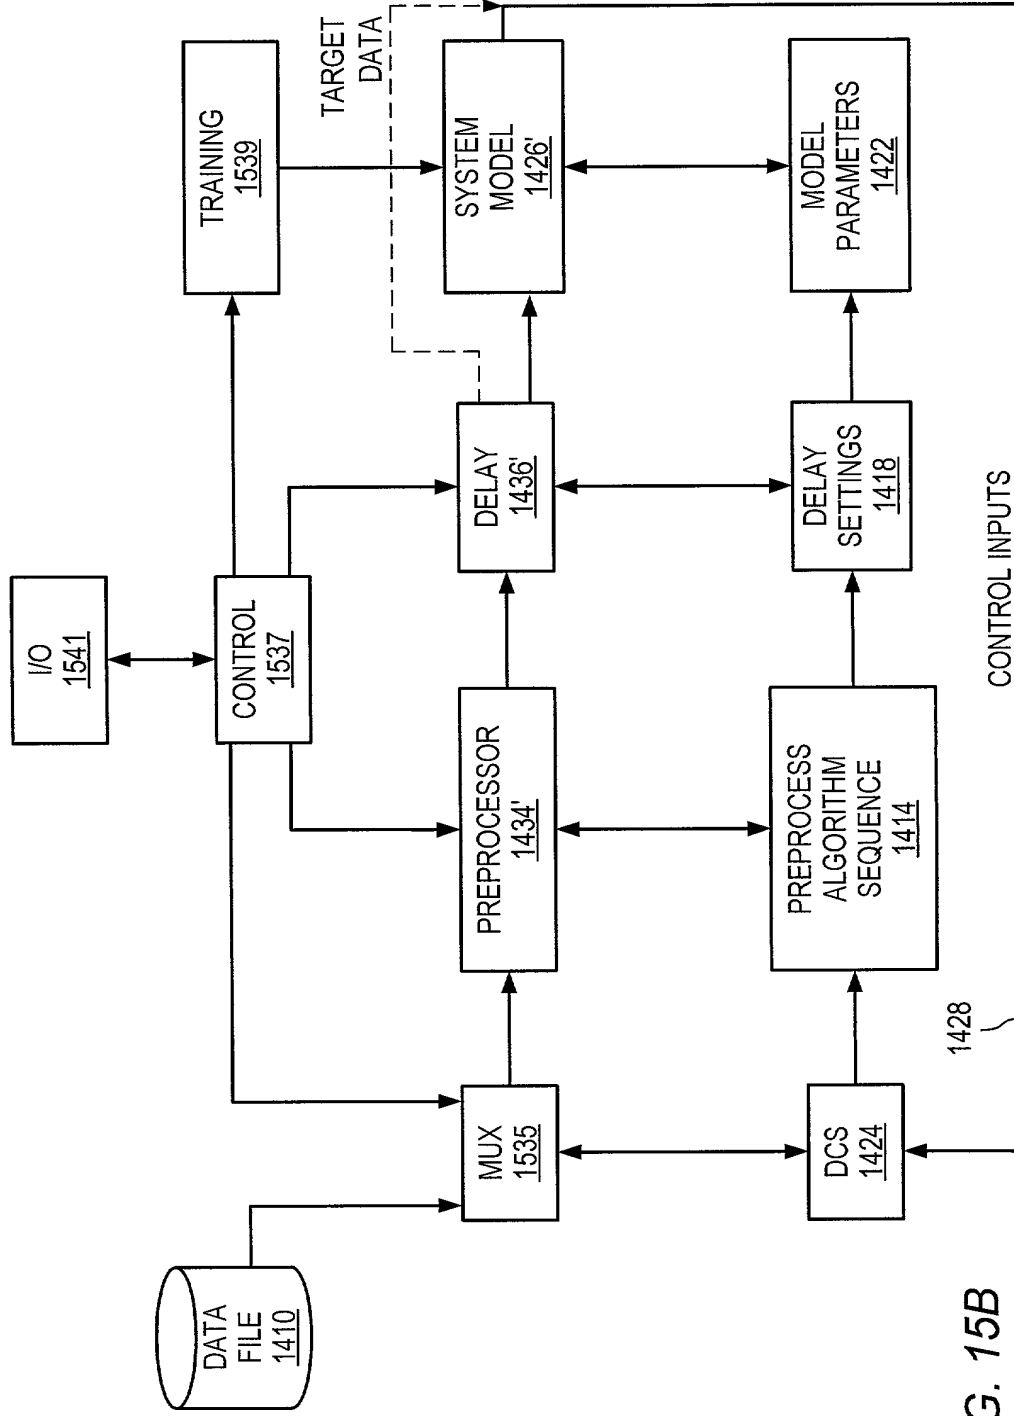 I/O
1541
DATA
FILE
1410
CONTROL
1537
TRAINING
1539
TARGET
DATA
MUX
1535
PREPROCESSOR
1434'
DELAY
1436'
SYSTEM
MODEL
1426'
DCS
1424
PREPROCESS
ALGORITHM
SEQUENCE
1414
DELAY
SETTINGS
1418
MODEL
PARAMETERS
1422
1428
CONTROL INPUTS
G. 15B